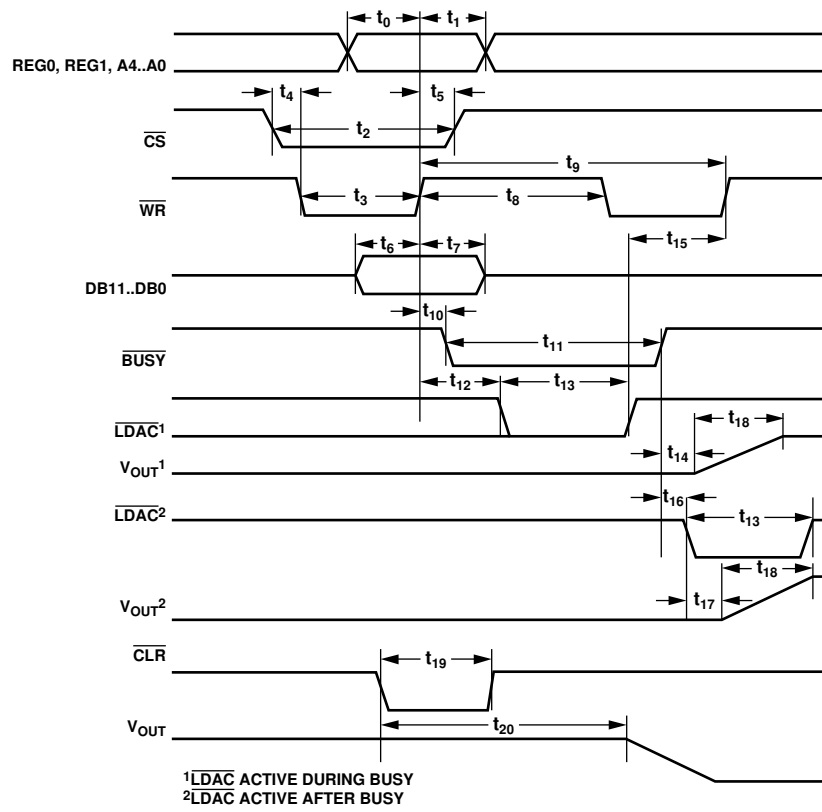 t0 t1
REG0, REG1, A4..A0
t4 t5
t2
CS
t9
WR
t3 t8
t15
t6 t7
DB11..DB0
t10
t11
BUSY
t12 t13
t18
LDAC1
t14
VOUT1
t16
LDAC2
t13
t18
t17
VOUT2
CLR
t19
VOUT
t20
1LDAC ACTIVE DURING BUSY
2LDAC ACTIVE AFTER BUSY